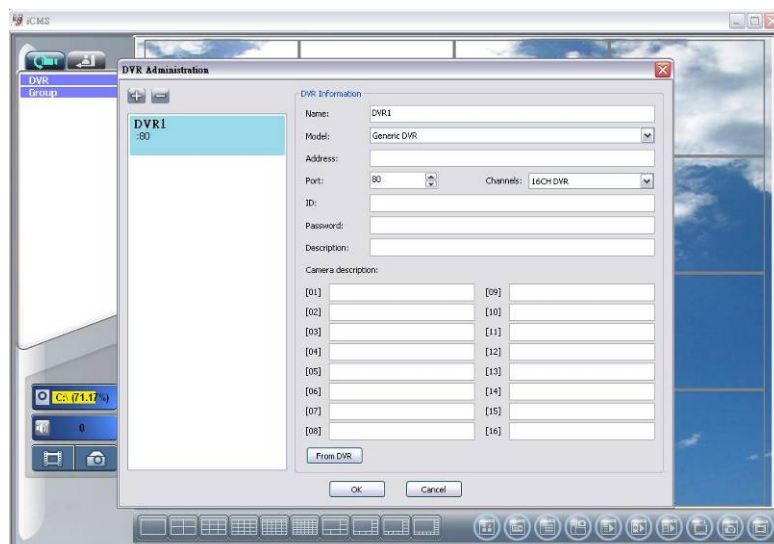 iCMS
DVR
Group
DVR Administration
DVR1
:80
DVR Information
Name: DVR1
Model: Generic DVR
Address:
Port: 80 Channels: 16CH DVR
ID:
Password:
Description:
Camera description:
[01] [09]
[02] [10]
[03] [11]
[04] [12]
[05] [13]
[06] [14]
[07] [15]
[08] [16]
From DVR
OK Cancel
C:\ (71.17%)
0